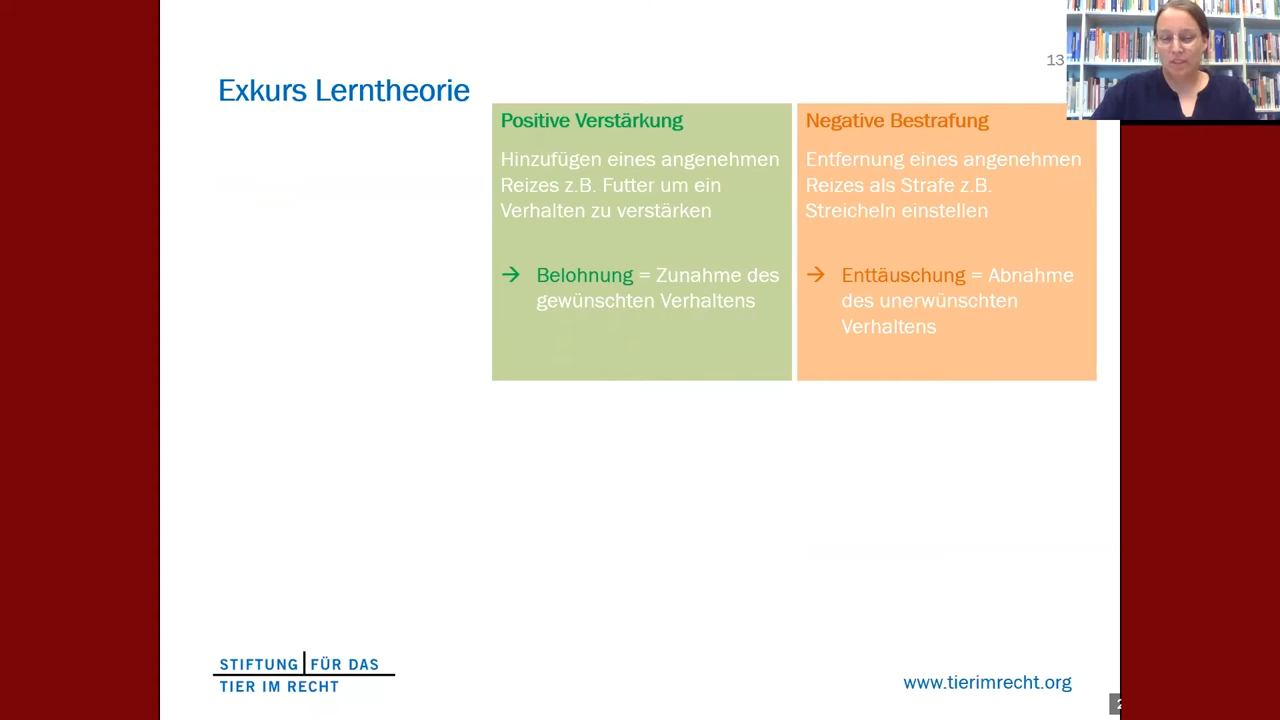 13
Exkurs Lerntheorie
Positive Verstärkung
Hinzufügen eines angenehmen
Reizes z.B. Futter um ein
Verhalten zu verstärken
→ Belohnung = Zunahme des
gewünschten Verhaltens
Negative Bestrafung
Entfernung eines angenehmen
Reizes als Strafe z.B.
Streicheln einstellen
→ Enttäuschung = Abnahme
des unerwünschten
Verhaltens
STIFTUNG FÜR DAS
TIER IM RECHT
www.tierimrecht.org